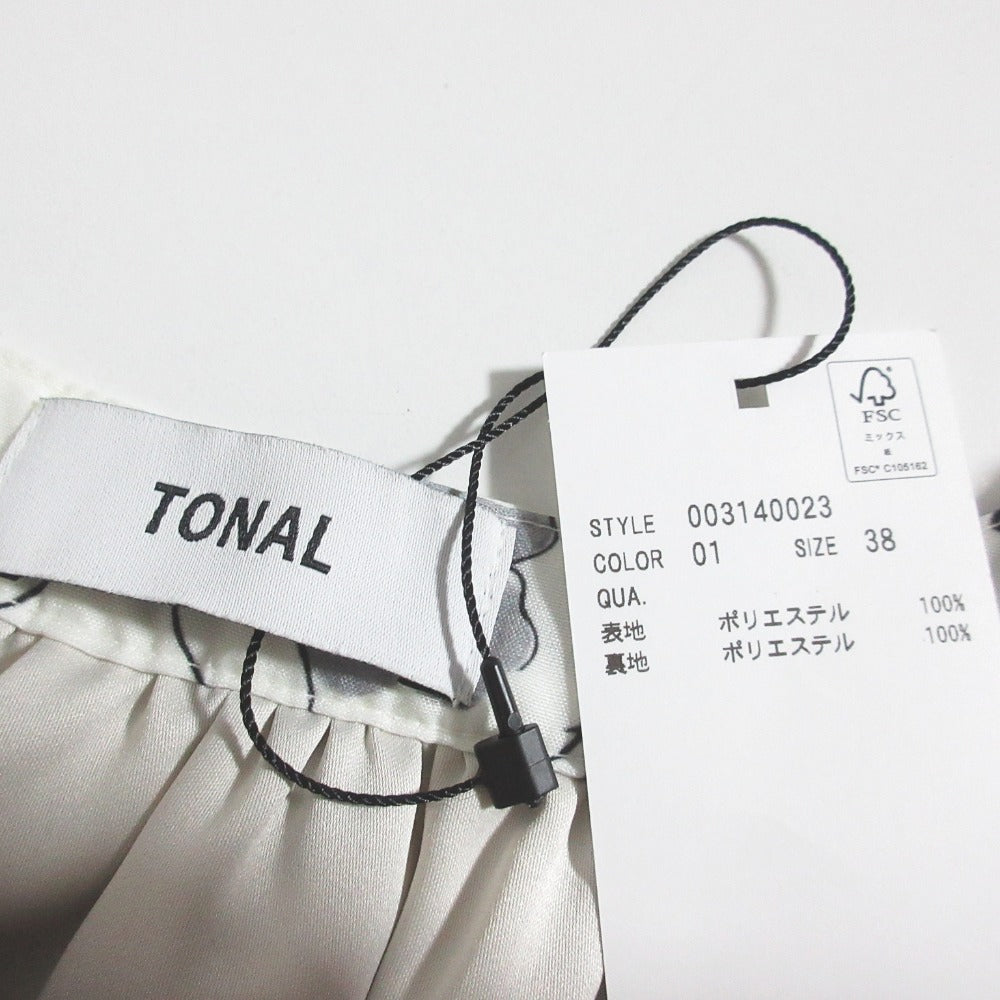 TONAL
FSC
ミックス
紙
FSC® C105162
STYLE 003140023
COLOR 01 SIZE 38
QUA.
表地 ポリエステル 100%
裏地 ポリエステル 100%